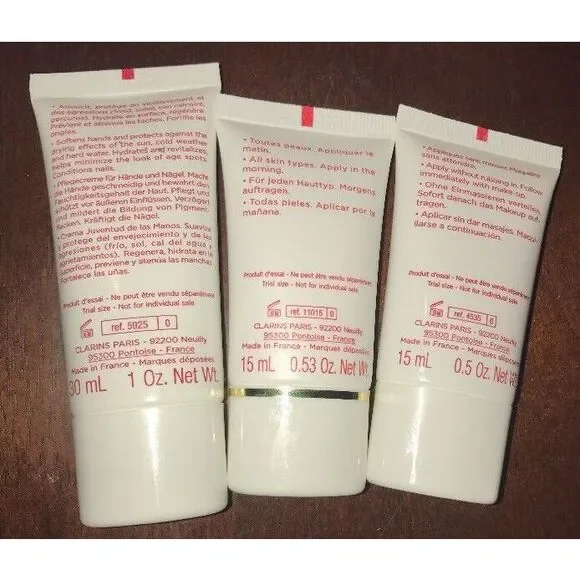 • Adoucit, protège du vieillissement et
des agressions (froid, soleil, eau calcaire,
parcours). Hydrate en surface, régénère
Prévient et atténue les taches. Fortifie les
ongles.
• Softens hands and protects against the
drying effects of the sun, cold weather
and hard water. Hydrates and revitalizes
helps minimize the look of age spots.
Conditions nails.
• Pflegecreme für Hände und Nägel. Macht
die Hände geschmeidig und bewahrt den
Feuchtigkeitsgehalt der Haut. Pflegt und
schützt vor äußeren Einflüssen. Verzögert
und mildert die Bildung von Pigment
flecken. Kräftigt die Nägel.
• Crema Juventud de las Manos. Suaviza
y protege del envejecimiento y de las
agresiones (frío, sol, cal del agua y
agrietamientos). Regenera, hidrata en la
superficie, previene y atenúa las manchas
Fortalece las uñas.
Produit d'essai - Ne peut être vendu séparément
Trial size - Not for individual sale
ref. 5925 0
CLARINS PARIS - 92200 Neuilly
95300 Pontoise - France
Made in France - Marques déposées
30 mL 1 Oz. Net Wt.
• Toutes peaux. Appliquer le
matin.
• All skin types. Apply in the
morning.
• Für jeden Hauttyp. Morgens
auftragen.
• Todas pieles. Aplicar por la
mañana.
Produit d'essai - Ne peut être vendu séparément
Trial size - Not for individual sale
ref. 11015 0
CLARINS PARIS - 92200 Neuilly
95300 Pontoise - France
Made in France - Marques déposées
15 mL 0.53 Oz. Net Wt.
• Appliquer sans masser. Maquiller
sans attendre.
• Apply without rubbing in. Follow
immediately with make-up.
• Ohne Einmassieren verteilen.
Sofort danach das Makeup
• Aplicar sin dar masajes. Maqui
llarse a continuación.
Produit d'essai - Ne peut être vendu séparément
Trial size - Not for individual sale
ref. 4535 6
CLARINS PARIS - 92200 Neuilly
95300 Pontoise - France
Made in France - Marques déposées
15 mL 0.5 Oz. Net Wt.